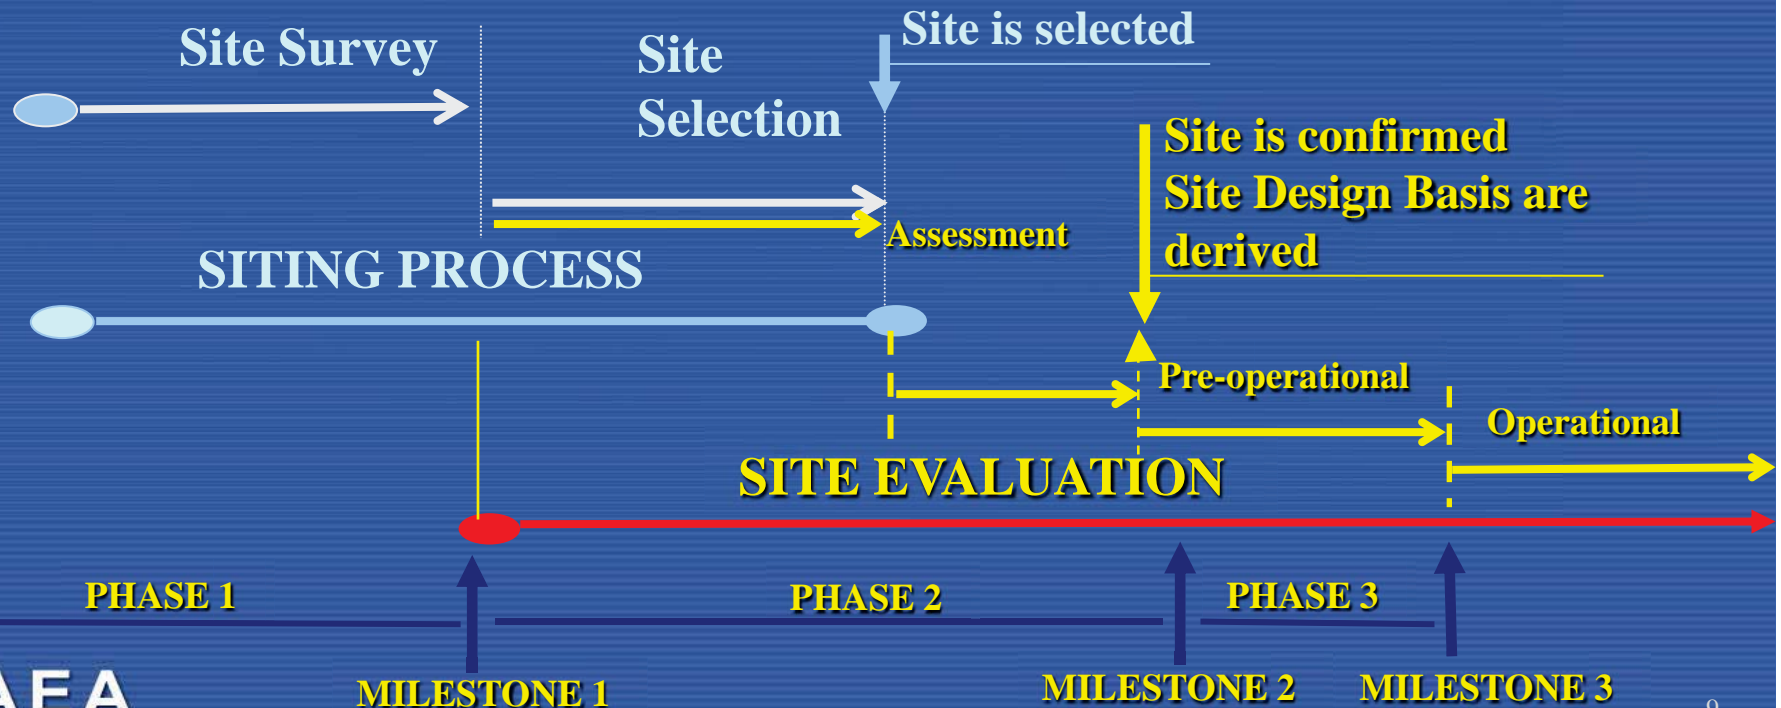 Site is selected
Site Survey
Site
Selection
Site is confirmed
Site Design Basis are
derived
Assessment
SITING PROCESS
Pre-operational
Operational
SITE EVALUATION
PHASE 1
PHASE 2
PHASE 3
MILESTONE 1
MILESTONE 2
MILESTONE 3